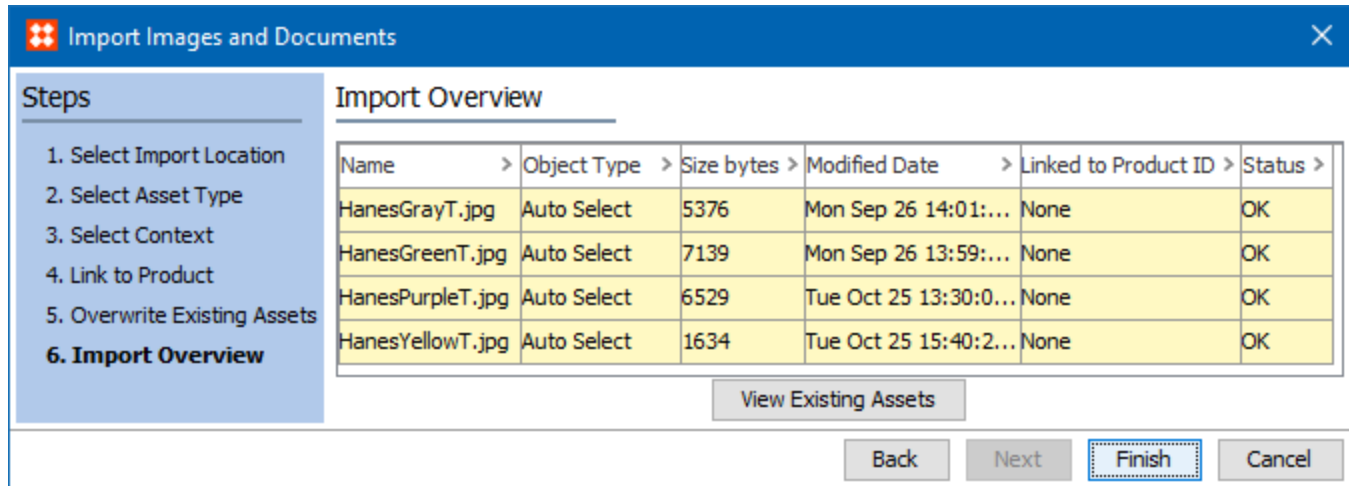 Import Images and Documents
Steps
1. Select Import Location
2. Select Asset Type
3. Select Context
4. Link to Product
5. Overwrite Existing Assets
6. Import Overview
Import Overview
Name > Object Type > Size bytes > Modified Date > Linked to Product ID > Status >
HanesGrayT.jpg Auto Select 5376 Mon Sep 26 14:01:... None OK
HanesGreenT.jpg Auto Select 7139 Mon Sep 26 13:59:... None OK
HanesPurpleT.jpg Auto Select 6529 Tue Oct 25 13:30:0... None OK
HanesYellowT.jpg Auto Select 1634 Tue Oct 25 15:40:2... None OK
View Existing Assets
Back Next Finish Cancel